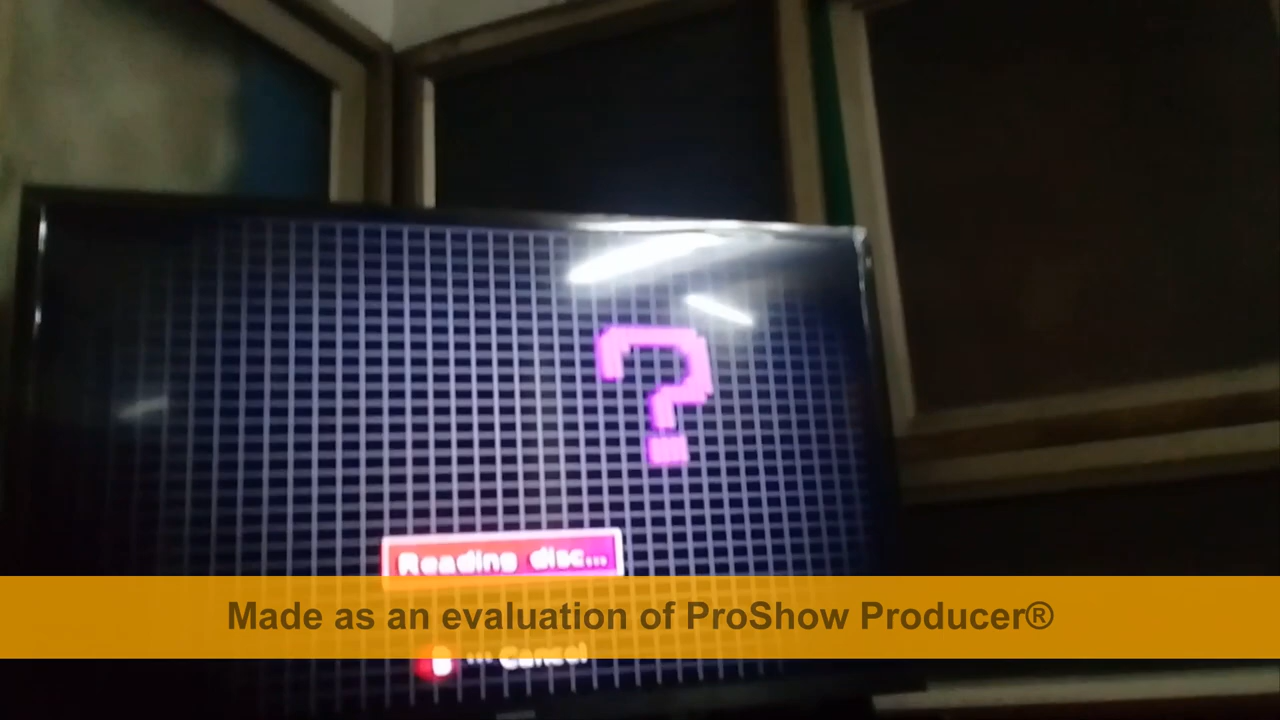 ?
Reading disc...
Made as an evaluation of ProShow Producer®
B ... Cancel